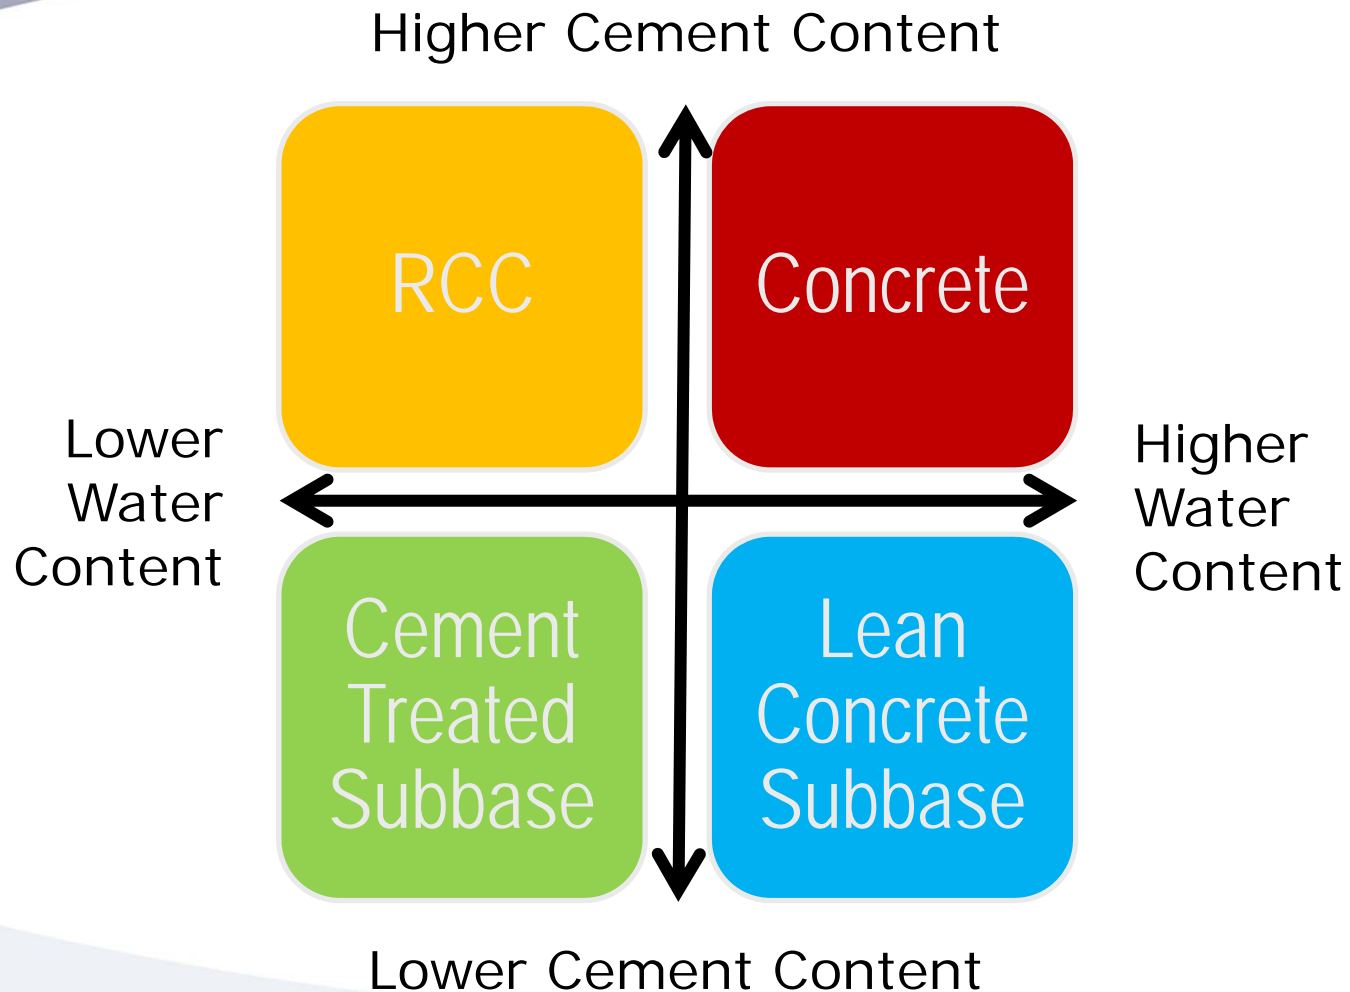 Higher Cement Content
RCC
Concrete
Lower
Water
Content
Higher
Water
Content
Cement
Treated
Subbase
Lean
Concrete
Subbase
Lower Cement Content